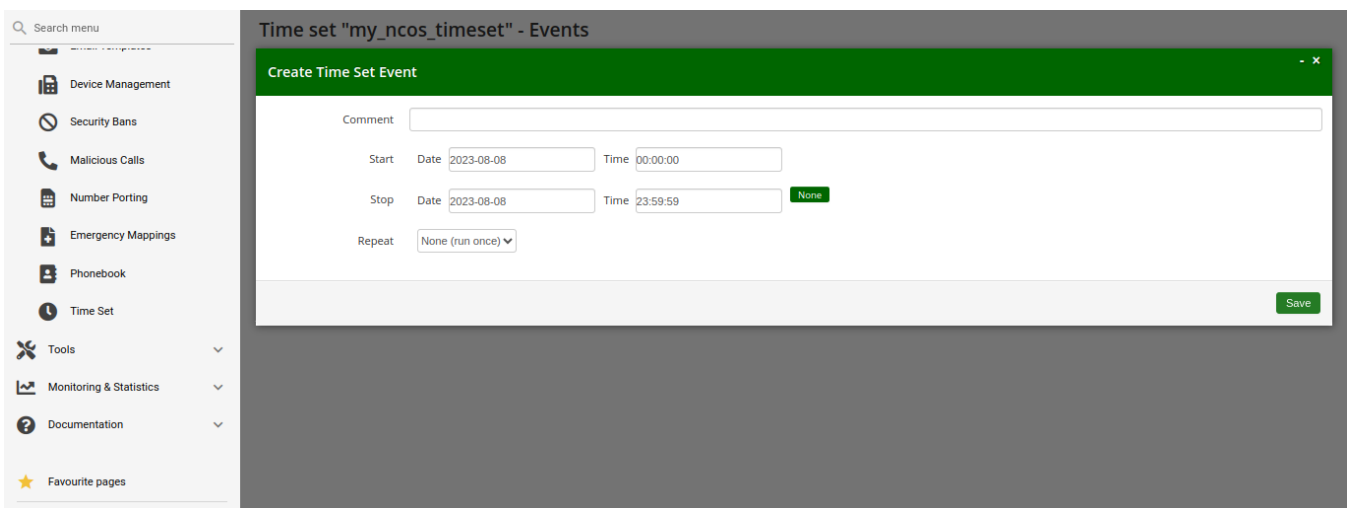 Search menu
Device Management
Security Bans
Malicious Calls
Number Porting
Emergency Mappings
Phonebook
Time Set
Tools
Monitoring & Statistics
Documentation
Favourite pages
Time set "my_ncos_timeset" - Events
Create Time Set Event
- ×
Comment
Start Date 2023-08-08 Time 00:00:00
Stop Date 2023-08-08 Time 23:59:59 None
Repeat None (run once)
Save